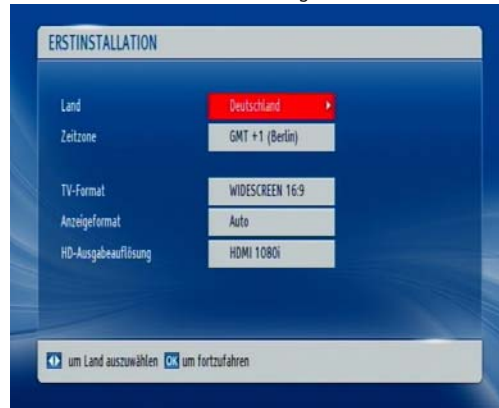 ERSTINSTALLATION
Land Deutschland
Zeitzone GMT +1 (Berlin)
TV-Format WIDESCREEN 16:9
Anzeigeformat Auto
HD-Ausgabeauflösung HDMI 1080i
um Land auszuwählen OK um fortzufahren